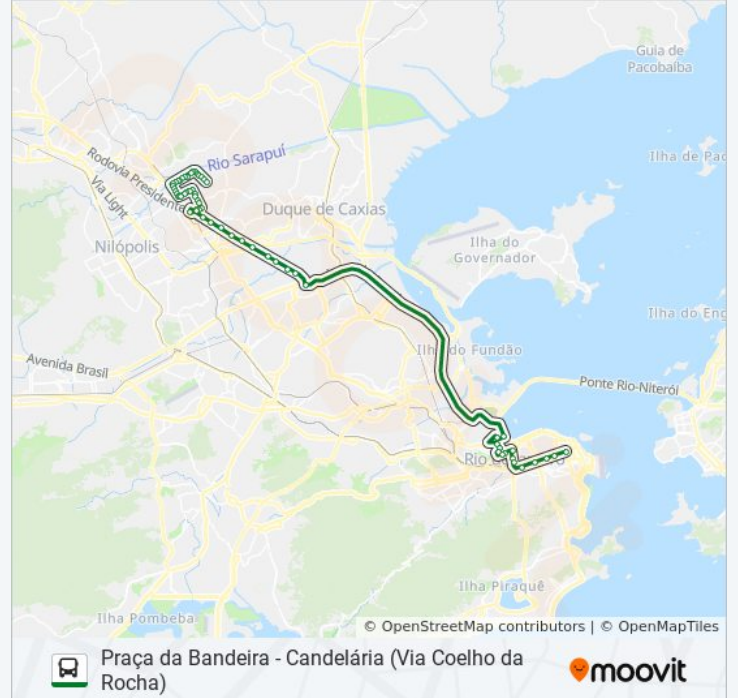 Guia de
Pacobaíba
Rio Sarapuí
Ilha de Pac
Rodovia Presidente
Via Light
Duque de Caxias
Nilópolis
Ilha do
Governador
Ilha do Eng
Avenida Brasil
Ilha do Fundão
Ponte Rio-Niterói
Rio
Ilha Piraquê
Ilha Pombeba
© OpenStreetMap contributors | © OpenMapTiles
Praça da Bandeira - Candelária (Via Coelho da
Rocha)
moovit